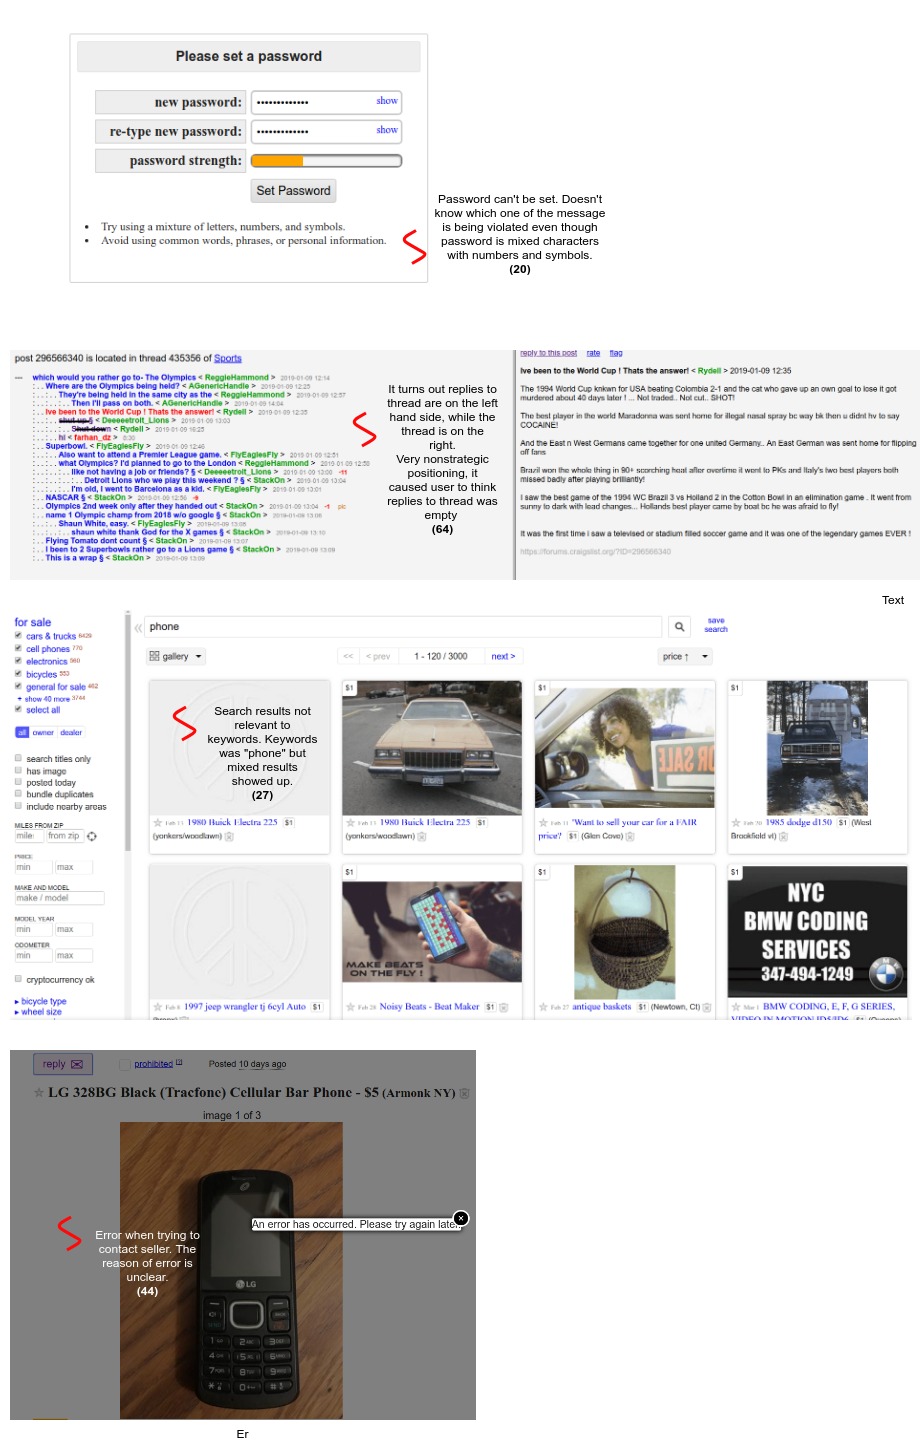 Please set a password
new password: ••••••••••••• show
re-type new password: ••••••••••••• show
password strength:
Set Password
• Try using a mixture of letters, numbers, and symbols.
• Avoid using common words, phrases, or personal information.
Password can't be set. Doesn't
know which one of the message
is being violated even though
password is mixed characters
with numbers and symbols.
(20)
post 296566340 is located in thread 435356 of Sports
which would you rather go to- The Olympics < ReggieHammond > 2019-01-09 12:14
: . . Where are the Olympics being held? < AGenericHandle > 2019-01-09 12:25
: . . : . . They're being held in the same city as the < ReggieHammond > 2019-01-09 12:57
: . . : . . : . . Then I'll pass on both. < AGenericHandle > 2019-01-09 14:04
: . . Ive been to the World Cup ! Thats the answer! < Rydell > 2019-01-09 12:35
: . . : . . shut up § < Deeeetroit_Lions > 2019-01-09 13:03
: . . : . . : . . Shut down < Rydell > 2019-01-09 16:25
: . . : . . hi < farhan_dz > 8:30
: . . Superbowl. < FlyEaglesFly > 2019-01-09 12:46
: . . : . . Also want to attend a Premier League game. < FlyEaglesFly > 2019-01-09 12:51
: . . : . . what Olympics? I'd planned to go to the London < ReggieHammond > 2019-01-09 12:50
: . . : . . : . . like not having a job or friends? § < Deeeetroit_Lions > 2019-01-09 13:00 -11
: . . : . . : . . Detroit Lions who we play this weekend ? § < StackOn > 2019-01-09 13:04
: . . : . . : . . I'm old, I went to Barcelona as a kid. < FlyEaglesFly > 2019-01-09 13:01
: . . NASCAR § < StackOn > 2019-01-09 12:56
: . . Olympics 2nd week only after they handed out < StackOn > 2019-01-09 13:04 -1 pic
: . . name 1 Olympic champ from 2018 w/o google § < StackOn > 2019-01-09 13:06
: . . : . . Shaun White, easy. < FlyEaglesFly > 2019-01-09 13:08
: . . : . . : . . shaun white thank God for the X games § < StackOn > 2019-01-09 13:10
: . . Flying Tomato dont count § < StackOn > 2019-01-09 13:07
: . . I been to 2 Superbowls rather go to a Lions game § < StackOn > 2019-01-09 13:09
: . . This is a wrap § < StackOn > 2019-01-09 13:09
It turns out replies to
thread are on the left
hand side, while the
thread is on the
right.
Very nonstrategic
positioning, it
caused user to think
replies to thread was
empty
(64)
reply to this post rate flag
Ive been to the World Cup ! Thats the answer! < Rydell > 2019-01-09 12:35
The 1994 World Cup knkwn for USA beating Colombia 2-1 and the cat who gave up an own goal to lose it got
murdered about 40 days later ! ... Not traded.. Not cut.. SHOT!
The best player in the world Maradonna was sent home for illegal nasal spray bc way bk then u didnt hv to say
COCAINE!
And the East n West Germans came together for one united Germany.. An East German was sent home for flipping
off fans
Brazil won the whole thing in 90+ scorching heat after overtime it went to PKs and Italy's two best players both
missed badly after playing brilliantly!
I saw the best game of the 1994 WC Brazil 3 vs Holland 2 in the Cotton Bowl in an elimination game . It went from
sunny to dark with lead changes... Hollands best player came by boat bc he was afraid to fly!
It was the first time i saw a televised or stadium filled soccer game and it was one of the legendary games EVER !
https://forums.craigslist.org/?ID=296566340
Text
for sale
cars & trucks 6429
cell phones 770
electronics 560
bicycles 553
general for sale 462
+ show 40 more 3744
select all
all owner dealer
search titles only
has image
posted today
bundle duplicates
include nearby areas
MILES FROM ZIP
miles from zip
PRICE
min max
MAKE AND MODEL
make / model
MODEL YEAR
min max
ODOMETER
min max
cryptocurrency ok
▸ bicycle type
▸ wheel size
« phone
save
search
gallery << < prev 1 - 120 / 3000 next > price ↑
Search results not
relevant to
keywords. Keywords
was "phone" but
mixed results
showed up.
(27)
☆ Feb 13 1980 Buick Electra 225 $1
(yonkers/woodlawn)
$1
☆ Feb 13 1980 Buick Electra 225 $1
(yonkers/woodlawn)
$1
FOR SALE
☆ Feb 21 'Want to sell your car for a FAIR
price? $1 (Glen Cove)
$1
☆ Feb 20 1985 dodge d150 $1 (West
Brookfield vt)
☆ Feb 8 1997 jeep wrangler tj 6cyl Auto $1
(bronx)
$1
MAKE BEATS
ON THE FLY !
☆ Feb 26 Noisy Beats - Beat Maker $1
$1
☆ Feb 27 antique baskets $1 (Newtown, Ct)
$1
NYC
BMW CODING
SERVICES
347-494-1249
☆ Mar 1 BMW CODING, E, F, G SERIES,
VIDEO IN MOTION ID5/ID6 $1 (Queens)
reply prohibited [?] Posted 10 days ago
☆ LG 328BG Black (Tracfone) Cellular Bar Phone - $5 (Armonk NY)
image 1 of 3
An error has occurred. Please try again later.
Error when trying to
contact seller. The
reason of error is
unclear.
(44)
LG
Er